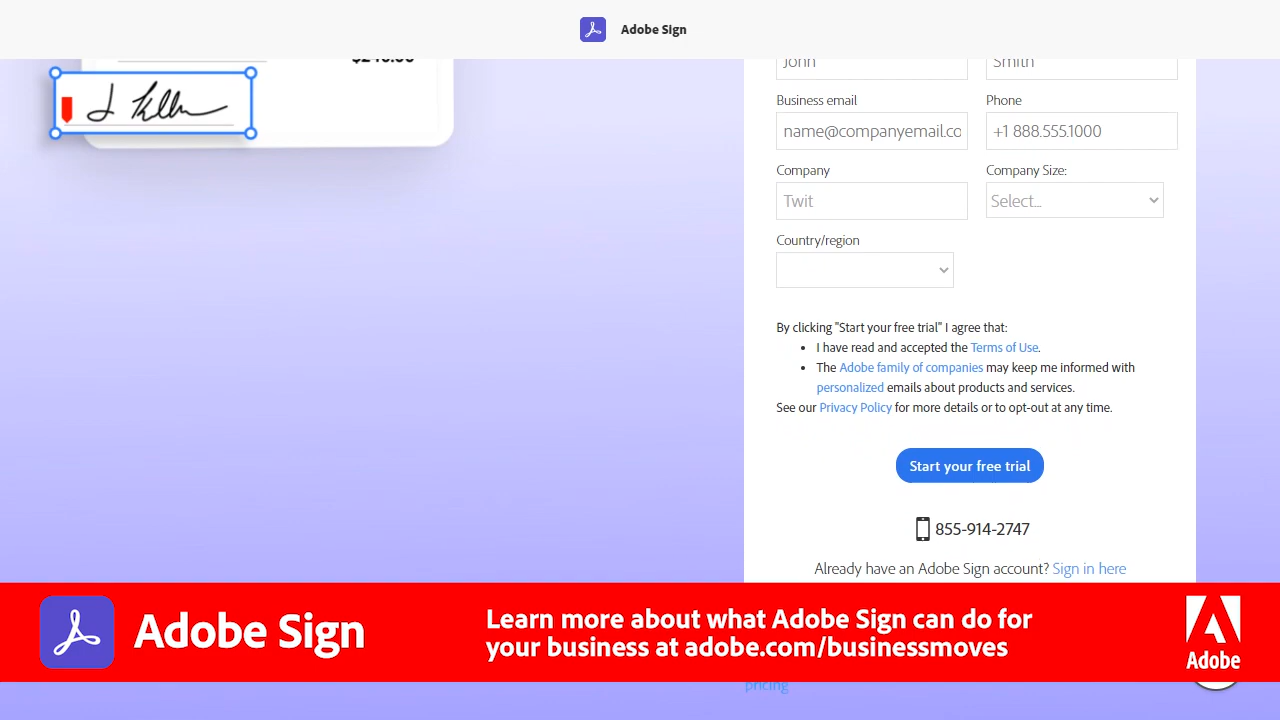 Adobe Sign
$240.00
John
Smith
Business email
Phone
name@companyemail.co
+1 888.555.1000
Company
Company Size:
Twit
Select...
Country/region
By clicking "Start your free trial" I agree that:
I have read and accepted the Terms of Use.
The Adobe family of companies may keep me informed with
personalized emails about products and services.
See our Privacy Policy for more details or to opt-out at any time.
Start your free trial
855-914-2747
Already have an Adobe Sign account? Sign in here
Adobe Sign
Learn more about what Adobe Sign can do for
your business at adobe.com/businessmoves
Adobe
pricing